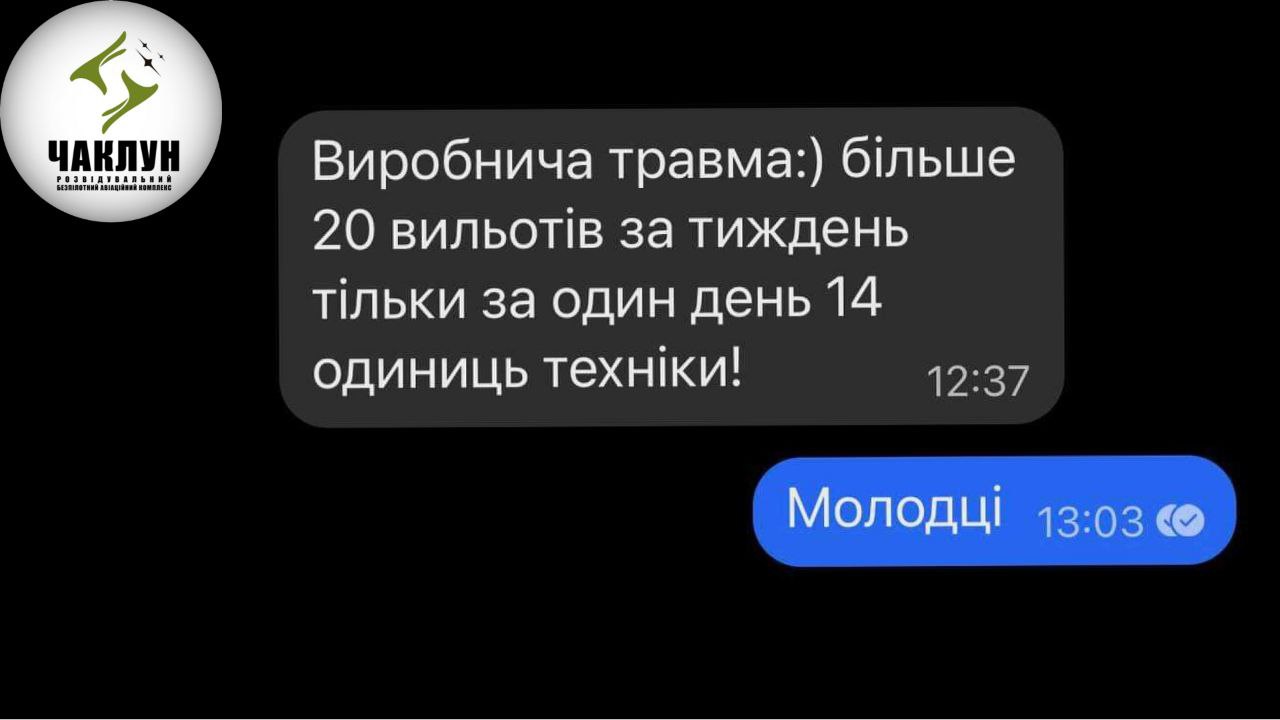 ЧАКЛУН
РОЗВІДУВАЛЬНИЙ
БЕЗПІЛОТНИЙ АВІАЦІЙНИЙ КОМПЛЕКС
Виробнича травма:) більше
20 вильотів за тиждень
тільки за один день 14
одиниць техніки!
12:37
Молодці 13:03